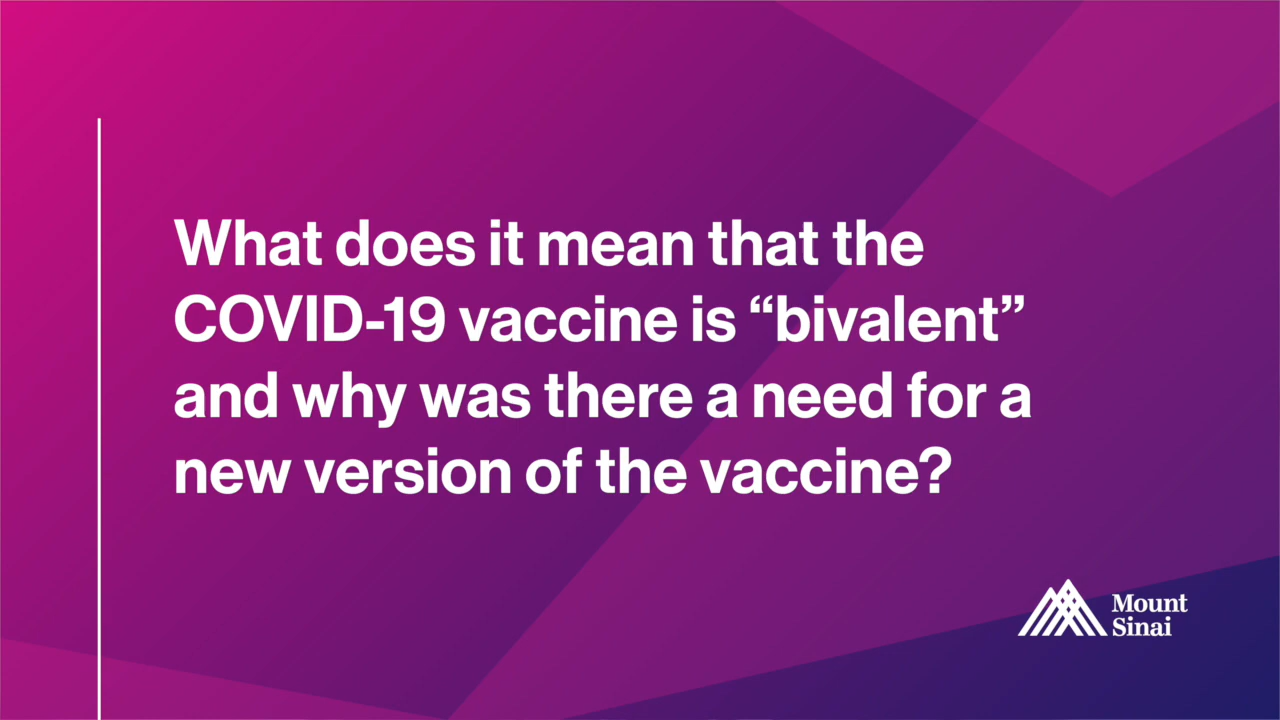 What does it mean that the
COVID-19 vaccine is “bivalent”
and why was there a need for a
new version of the vaccine?
Mount
Sinai